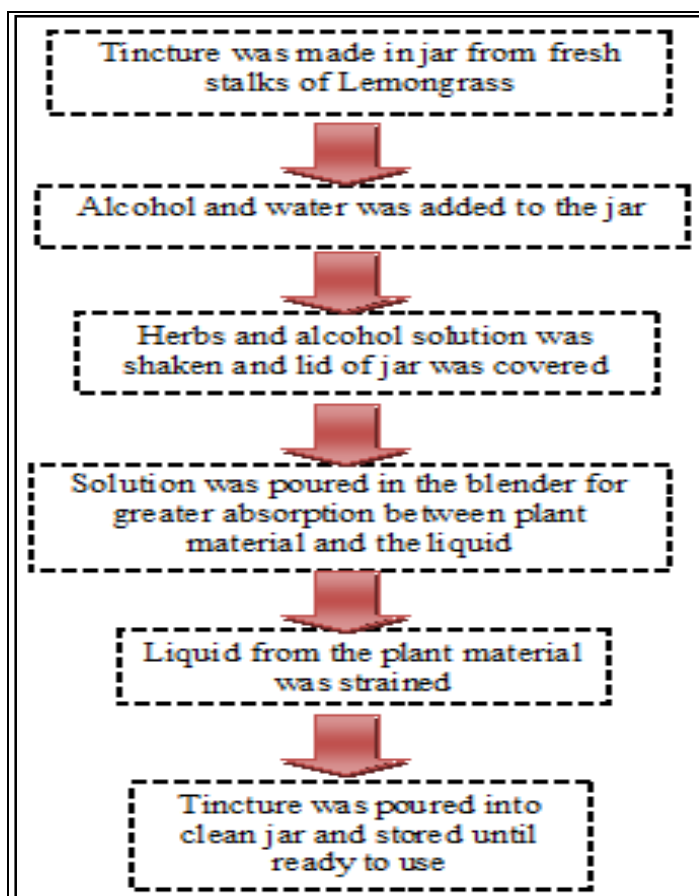 Tincture was made in jar from fresh
stalks of Lemongrass
Alcohol and water was added to the jar
Herbs and alcohol solution was
shaken and lid of jar was covered
Solution was poured in the blender for
greater absorption between plant
material and the liquid
Liquid from the plant material
was strained
Tincture was poured into
clean jar and stored until
ready to use